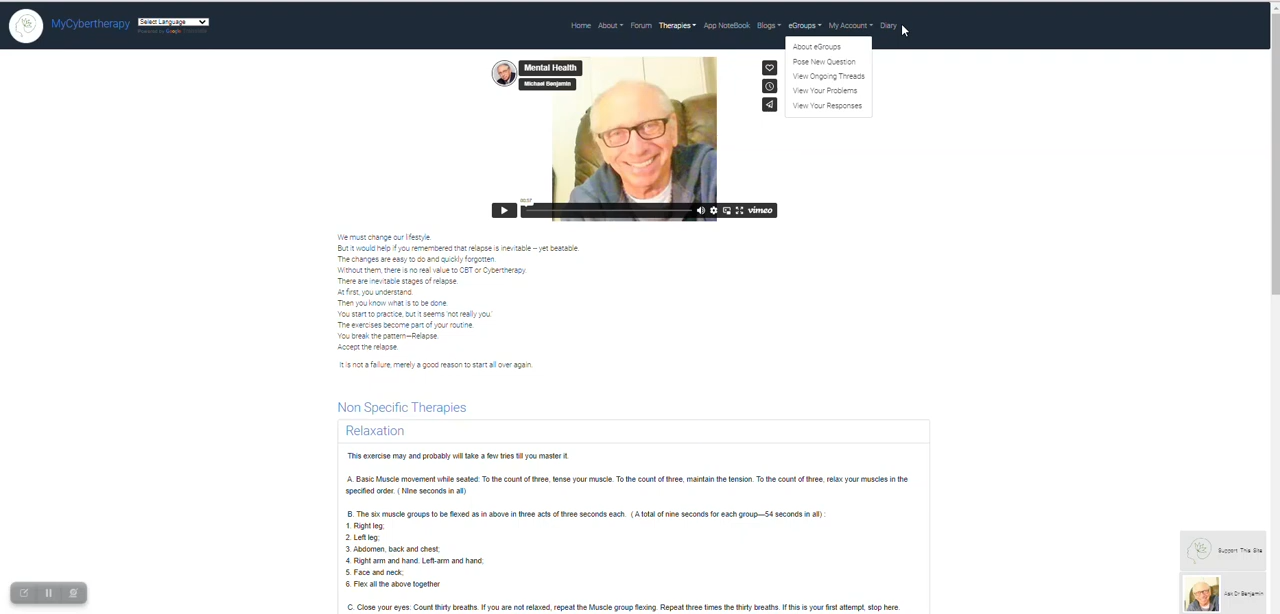 MyCybertherapy
Select Language
Powered by
Home About Forum Therapies App NoteBook Blogs eGroups My Account Diary
About eGroups
Pose New Question
View Ongoing Threads
View Your Problems
View Your Responses
Mental Health
Michael Benjamin
00:57
vimeo
We must change our lifestyle.
But it would help if you remembered that relapse is inevitable – yet beatable.
The changes are easy to do and quickly forgotten.
Without them, there is no real value to CBT or Cybertherapy.
There are inevitable stages of relapse.
At first, you understand.
Then you know what is to be done.
You start to practice, but it seems 'not really you.'
The exercises become part of your routine.
You break the pattern—Relapse.
Accept the relapse.
It is not a failure, merely a good reason to start all over again.
Non Specific Therapies
Relaxation
This exercise may and probably will take a few tries till you master it.
A. Basic Muscle movement while seated: To the count of three, tense your muscle. To the count of three, maintain the tension. To the count of three, relax your muscles in the
specified order. ( NIne seconds in all)
B. The six muscle groups to be flexed as in above in three acts of three seconds each. ( A total of nine seconds for each group—54 seconds in all) :
1. Right leg;
2. Left leg;
3. Abdomen, back and chest;
4. Right arm and hand. Left-arm and hand;
5. Face and neck;
6. Flex all the above together
C. Close your eyes: Count thirty breaths. If you are not relaxed, repeat the Muscle group flexing. Repeat three times the thirty breaths. If this is your first attempt, stop here.
Support This Site
Ask Dr Benjamin